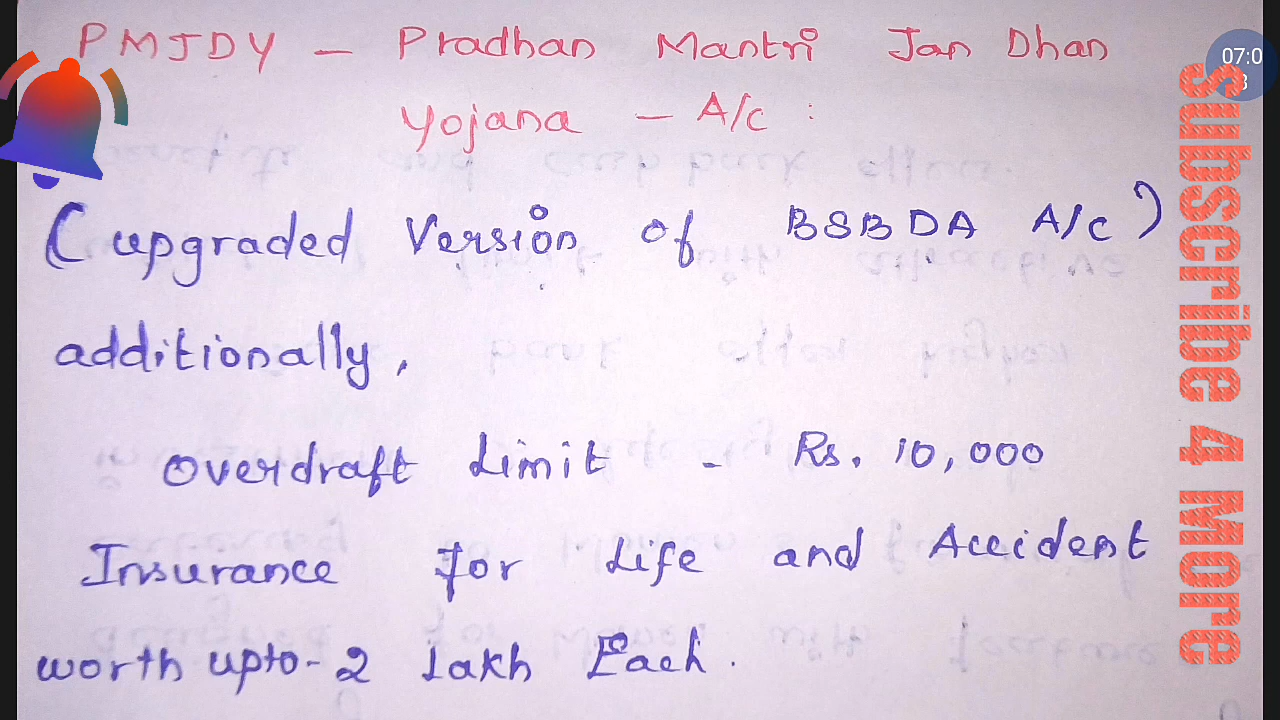 PMJDY - Pradhan Mantri Jan Dhan
Yojana - A/c :
(upgraded Version of BSBDA A/c)
additionally,
Overdraft Limit - Rs. 10,000
Insurance for Life and Accident
worth upto - 2 lakh Each.
Subscribe 4 More
07:0
3